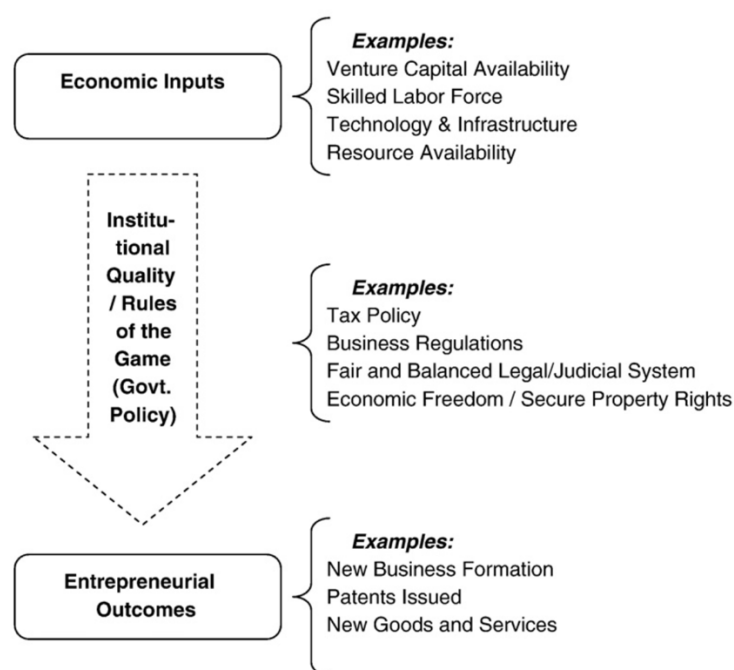 Economic Inputs
Examples:
Venture Capital Availability
Skilled Labor Force
Technology & Infrastructure
Resource Availability
Institu-
tional
Quality
/ Rules
of the
Game
(Govt.
Policy)
Examples:
Tax Policy
Business Regulations
Fair and Balanced Legal/Judicial System
Economic Freedom / Secure Property Rights
Entrepreneurial
Outcomes
Examples:
New Business Formation
Patents Issued
New Goods and Services